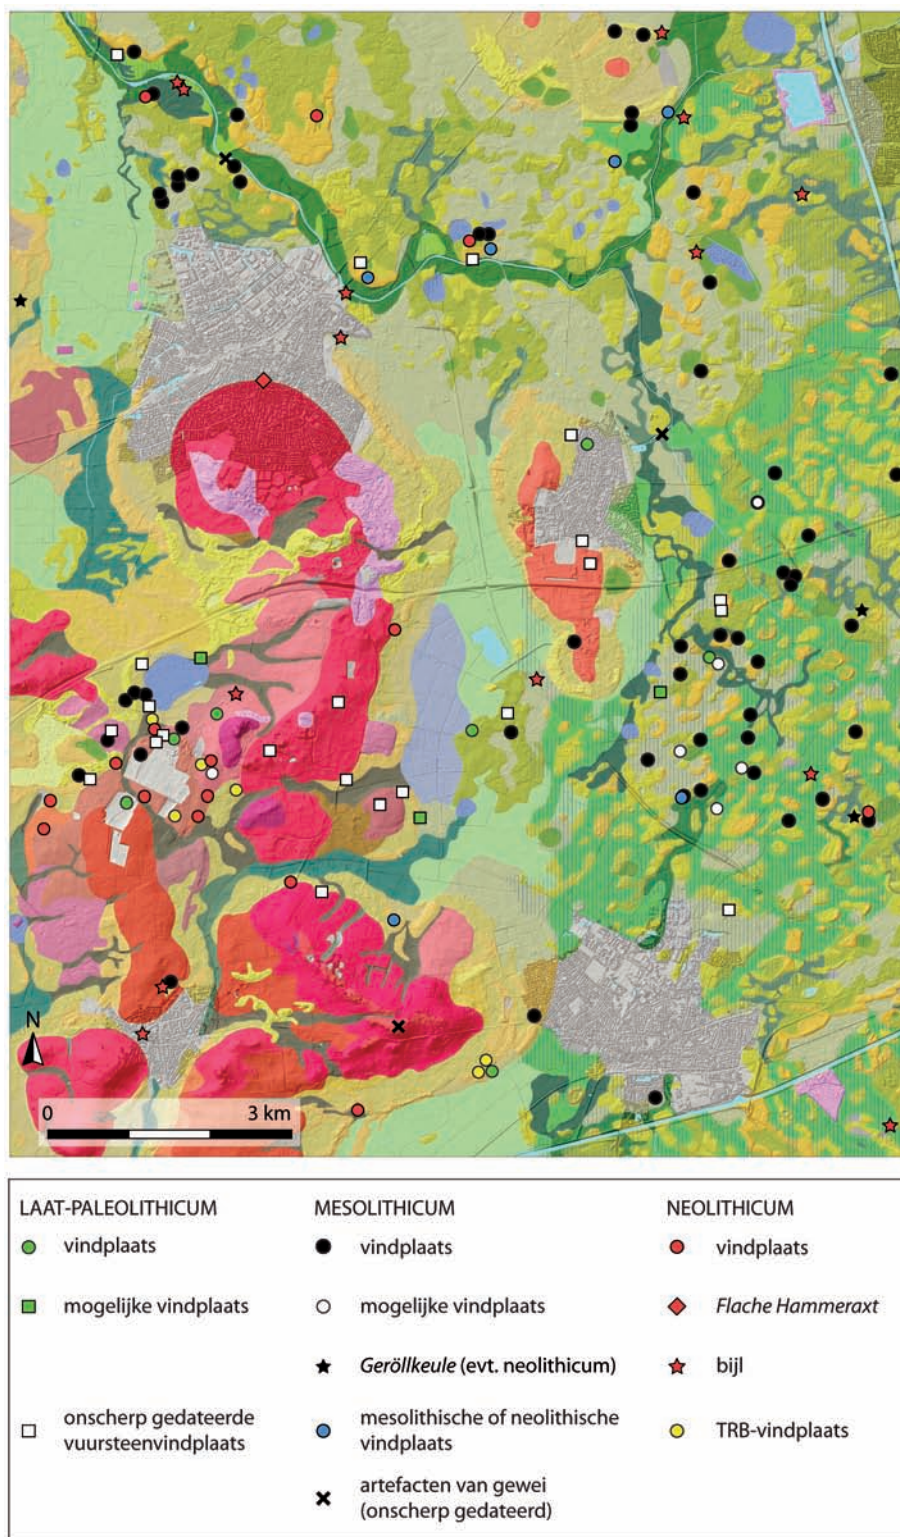 N
0 3 km
LAAT-PALEOLITHICUM
vindplaats
mogelijke vindplaats
onscherp gedateerde
vuursteenvindplaats
MESOLITHICUM
vindplaats
mogelijke vindplaats
Geröllkeule (evt. neolithicum)
mesolithische of neolithische
vindplaats
artefacten van gewei
(onscherp gedateerd)
NEOLITHICUM
vindplaats
Flache Hammeraxt
bijl
TRB-vindplaats